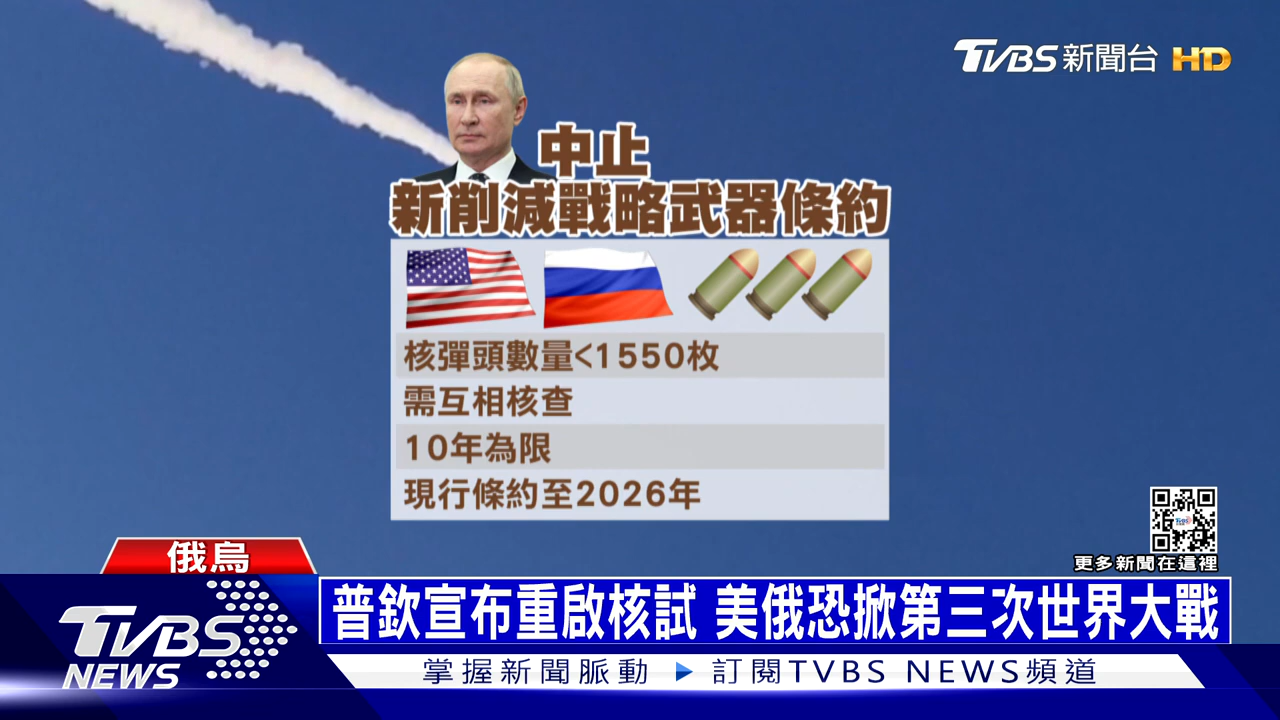 TVBS新聞台 HD
中止
新削減戰略武器條約
核彈頭數量<1550枚
需互相核查
10年為限
現行條約至2026年
TVBS
更多新聞在這裡
俄烏
TVBS
NEWS
普欽宣布重啟核試 美俄恐掀第三次世界大戰
掌握新聞脈動 訂閱TVBS NEWS頻道